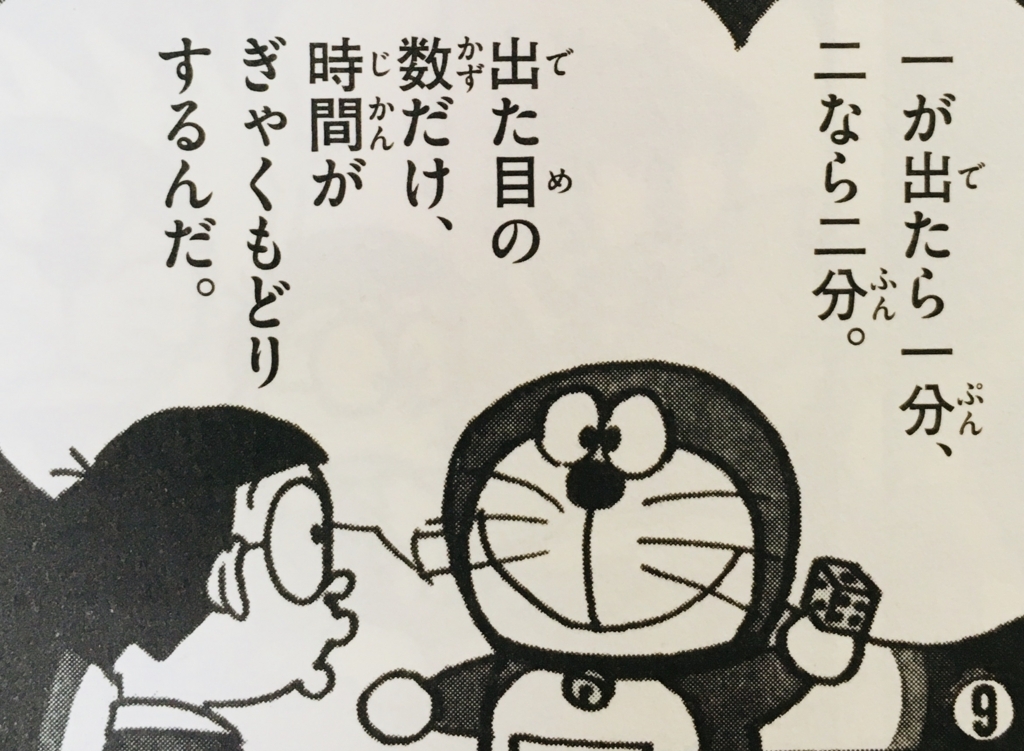 一が出たら一分、
二なら二分。
出た目の
数だけ、
時間が
ぎゃくもどり
するんだ。
9